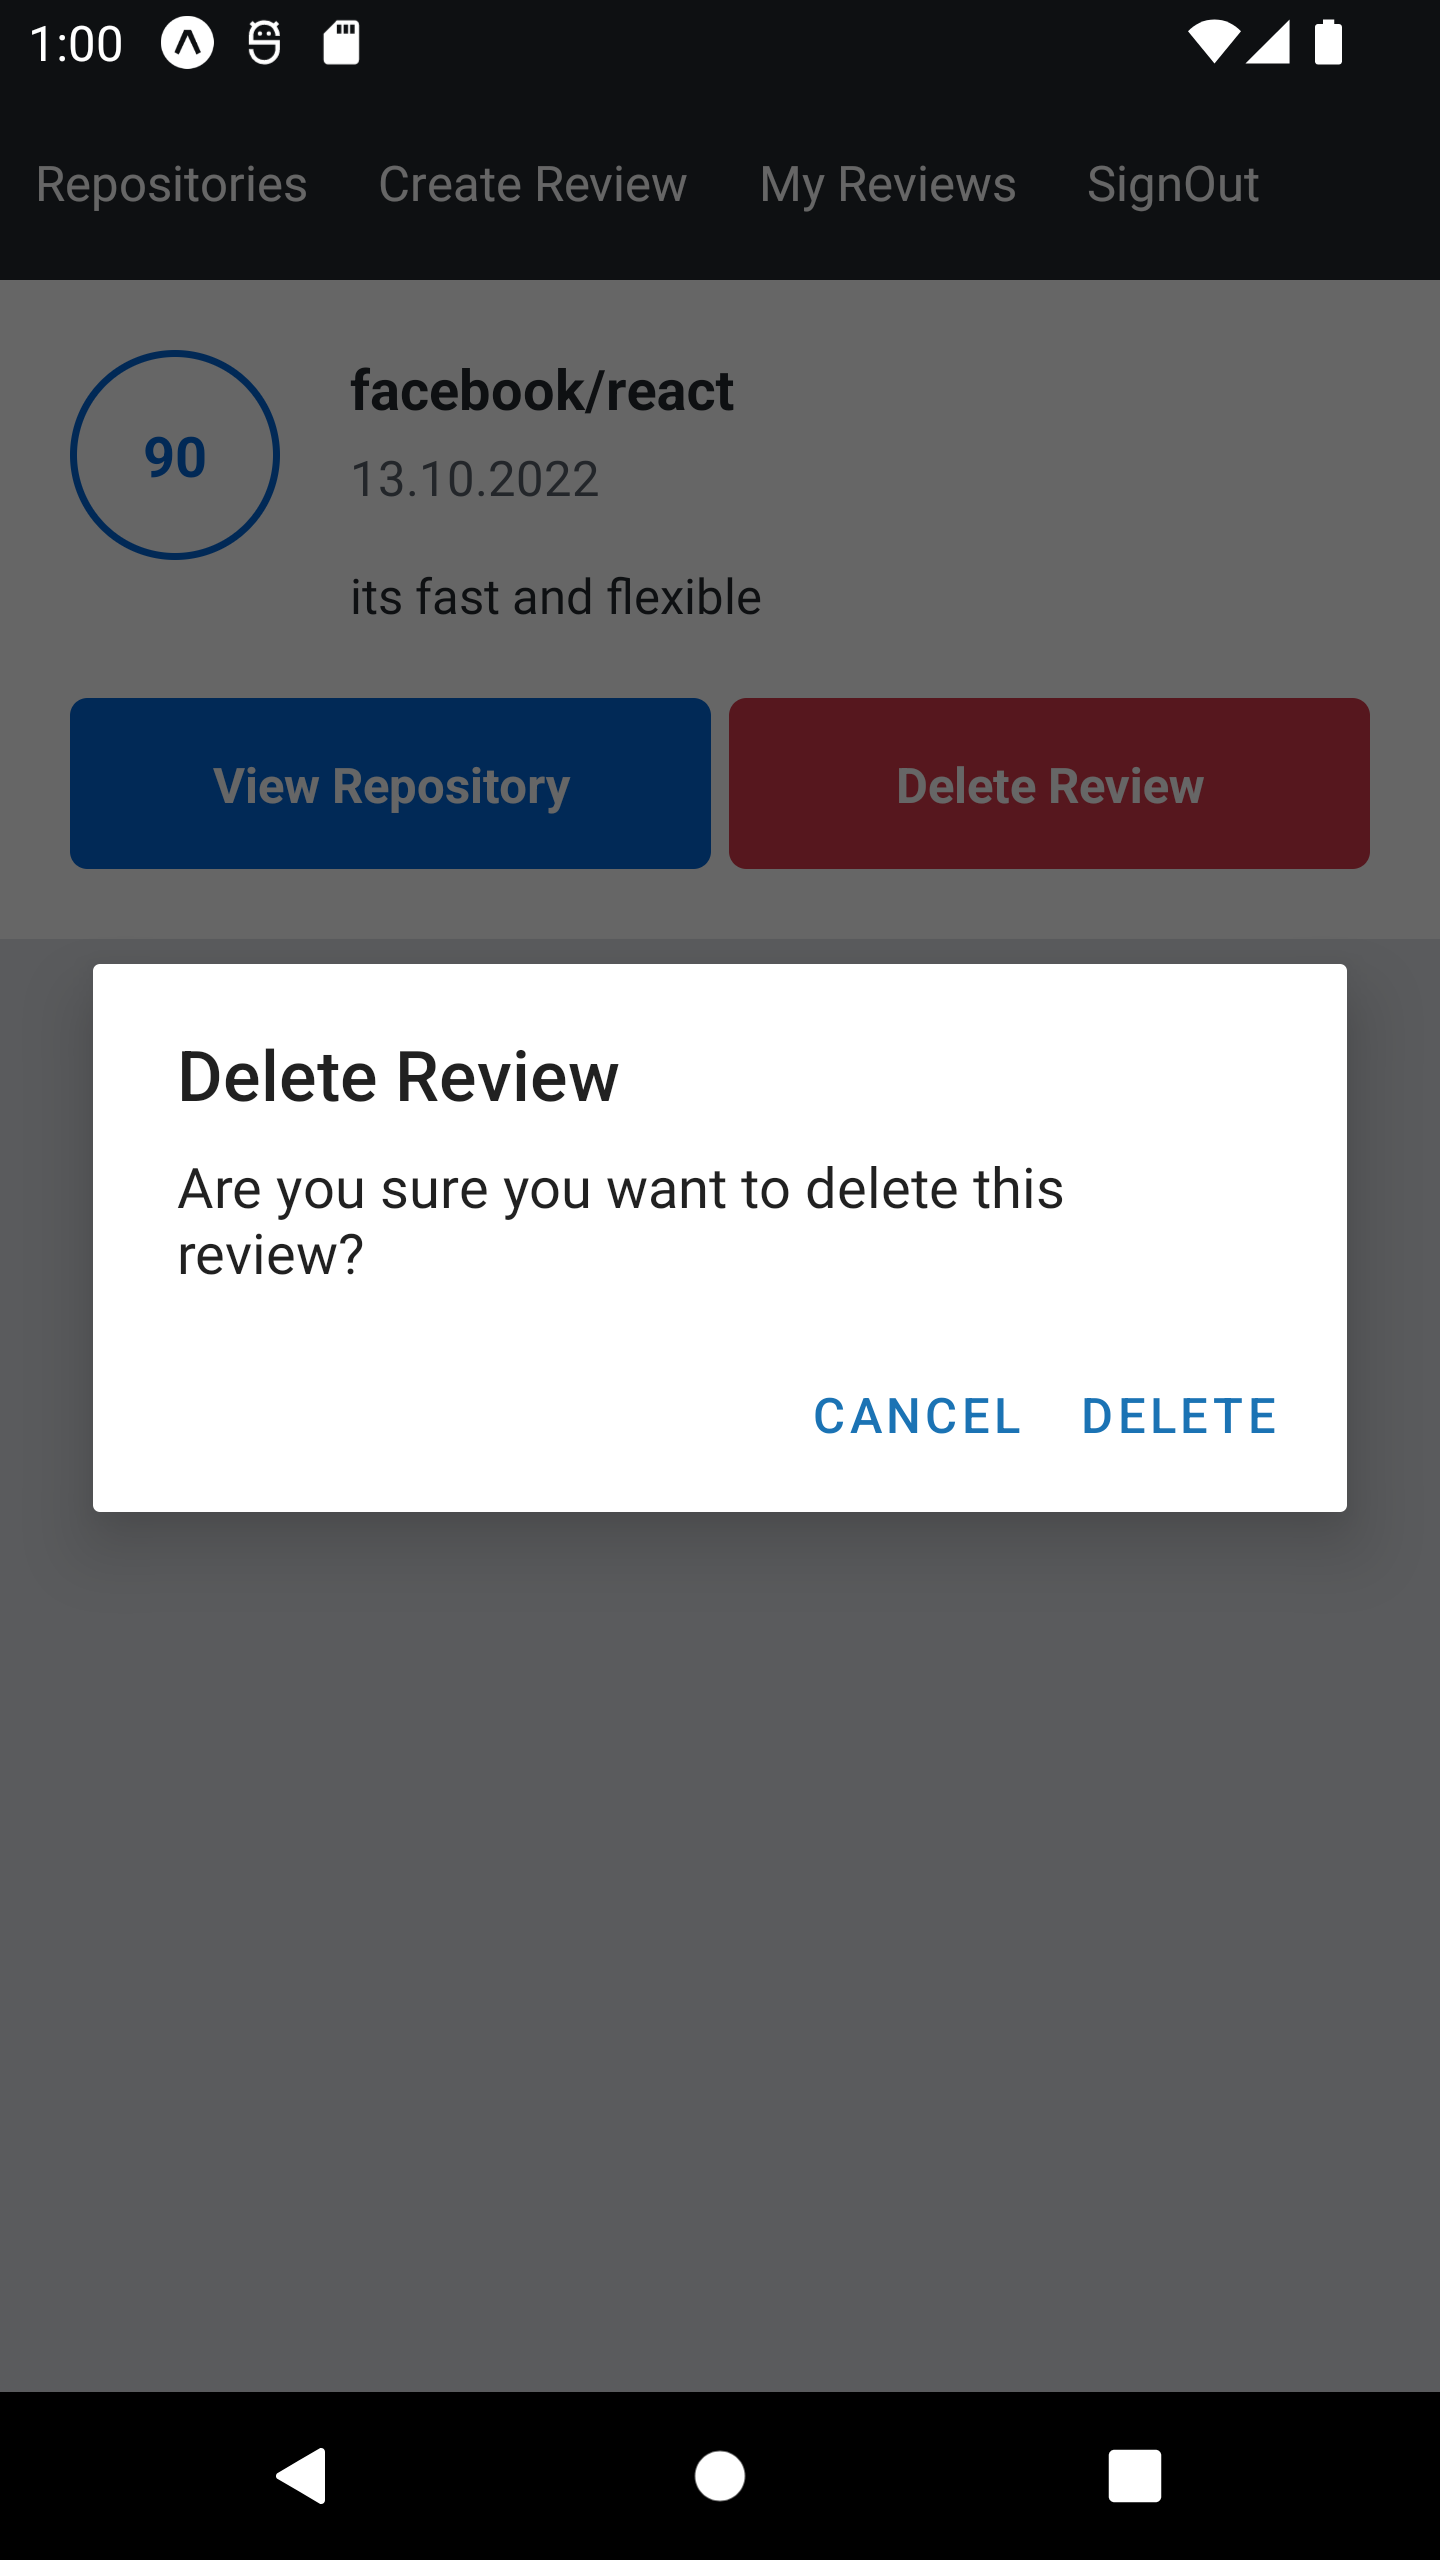 1:00
Repositories Create Review My Reviews SignOut
90
facebook/react
13.10.2022
its fast and flexible
View Repository Delete Review
Delete Review
Are you sure you want to delete this
review?
CANCEL DELETE